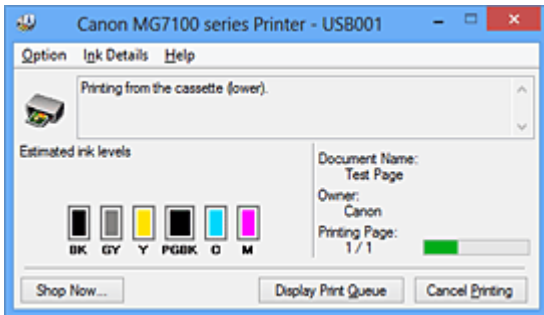 Canon MG7100 series Printer - USB001
Option Ink Details Help
Printing from the cassette (lower).
Estimated ink levels
Document Name:
Test Page
Owner:
Canon
Printing Page:
1 / 1
BK GY Y PGBK C M
Shop Now... Display Print Queue Cancel Printing